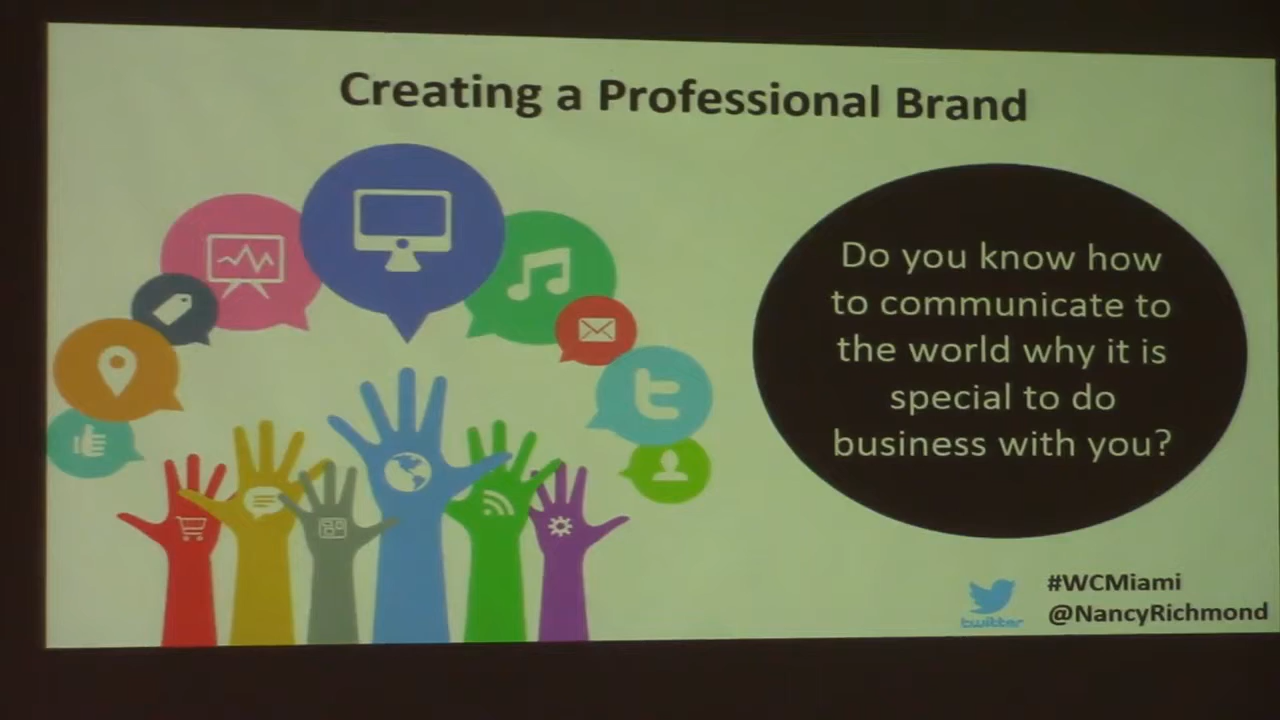 Creating a Professional Brand
Do you know how
to communicate to
the world why it is
special to do
business with you?
#WCMiami
twitter
@NancyRichmond